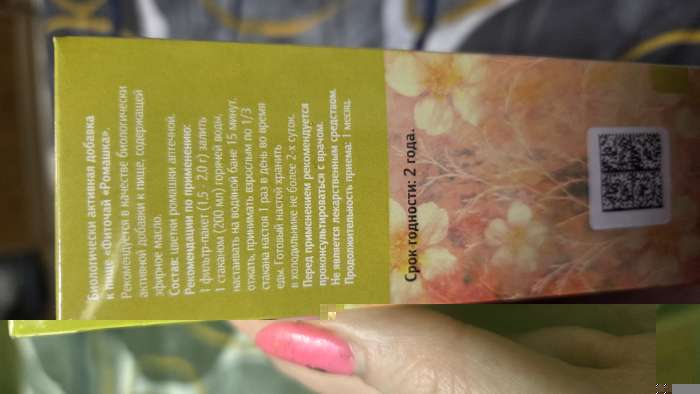 Биологически активная добавка
к пище «Фиточай «Ромашка».
Рекомендуется в качестве биологически
активной добавки к пище, содержащей
эфирное масло.
Состав: цветки ромашки аптечной.
Рекомендации по применению:
1 фильтр-пакет (1,5 - 2,0 г) залить
1 стаканом (200 мл) горячей воды,
настаивать на водяной бане 15 минут,
отжать, принимать взрослым по 1/3
стакана настоя 1 раз в день во время
еды. Готовый настой хранить
в холодильнике не более 2-х суток.
Перед применением рекомендуется
проконсультироваться с врачом.
Не является лекарственным средством.
Продолжительность приема: 1 месяц.
Срок годности: 2 года.